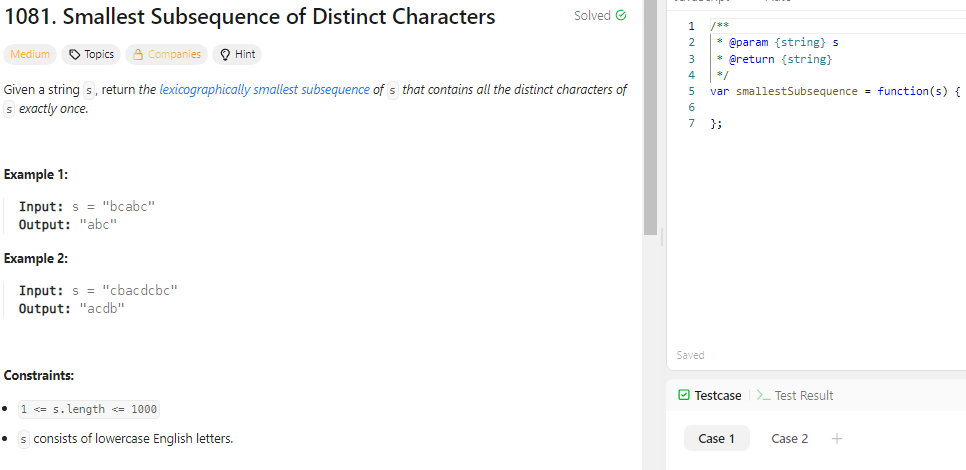 1081. Smallest Subsequence of Distinct Characters
Solved
Medium Topics Companies Hint
Given a string s, return the lexicographically smallest subsequence of s that contains all the distinct characters of
s exactly once.
Example 1:
Input: s = "bcabc"
Output: "abc"
Example 2:
Input: s = "cbacdcbc"
Output: "acdb"
Constraints:
1 <= s.length <= 1000
s consists of lowercase English letters.
1 /**
2 * @param {string} s
3 * @return {string}
4 */
5 var smallestSubsequence = function(s) {
6
7 };
Saved
Testcase Test Result
Case 1 Case 2 +